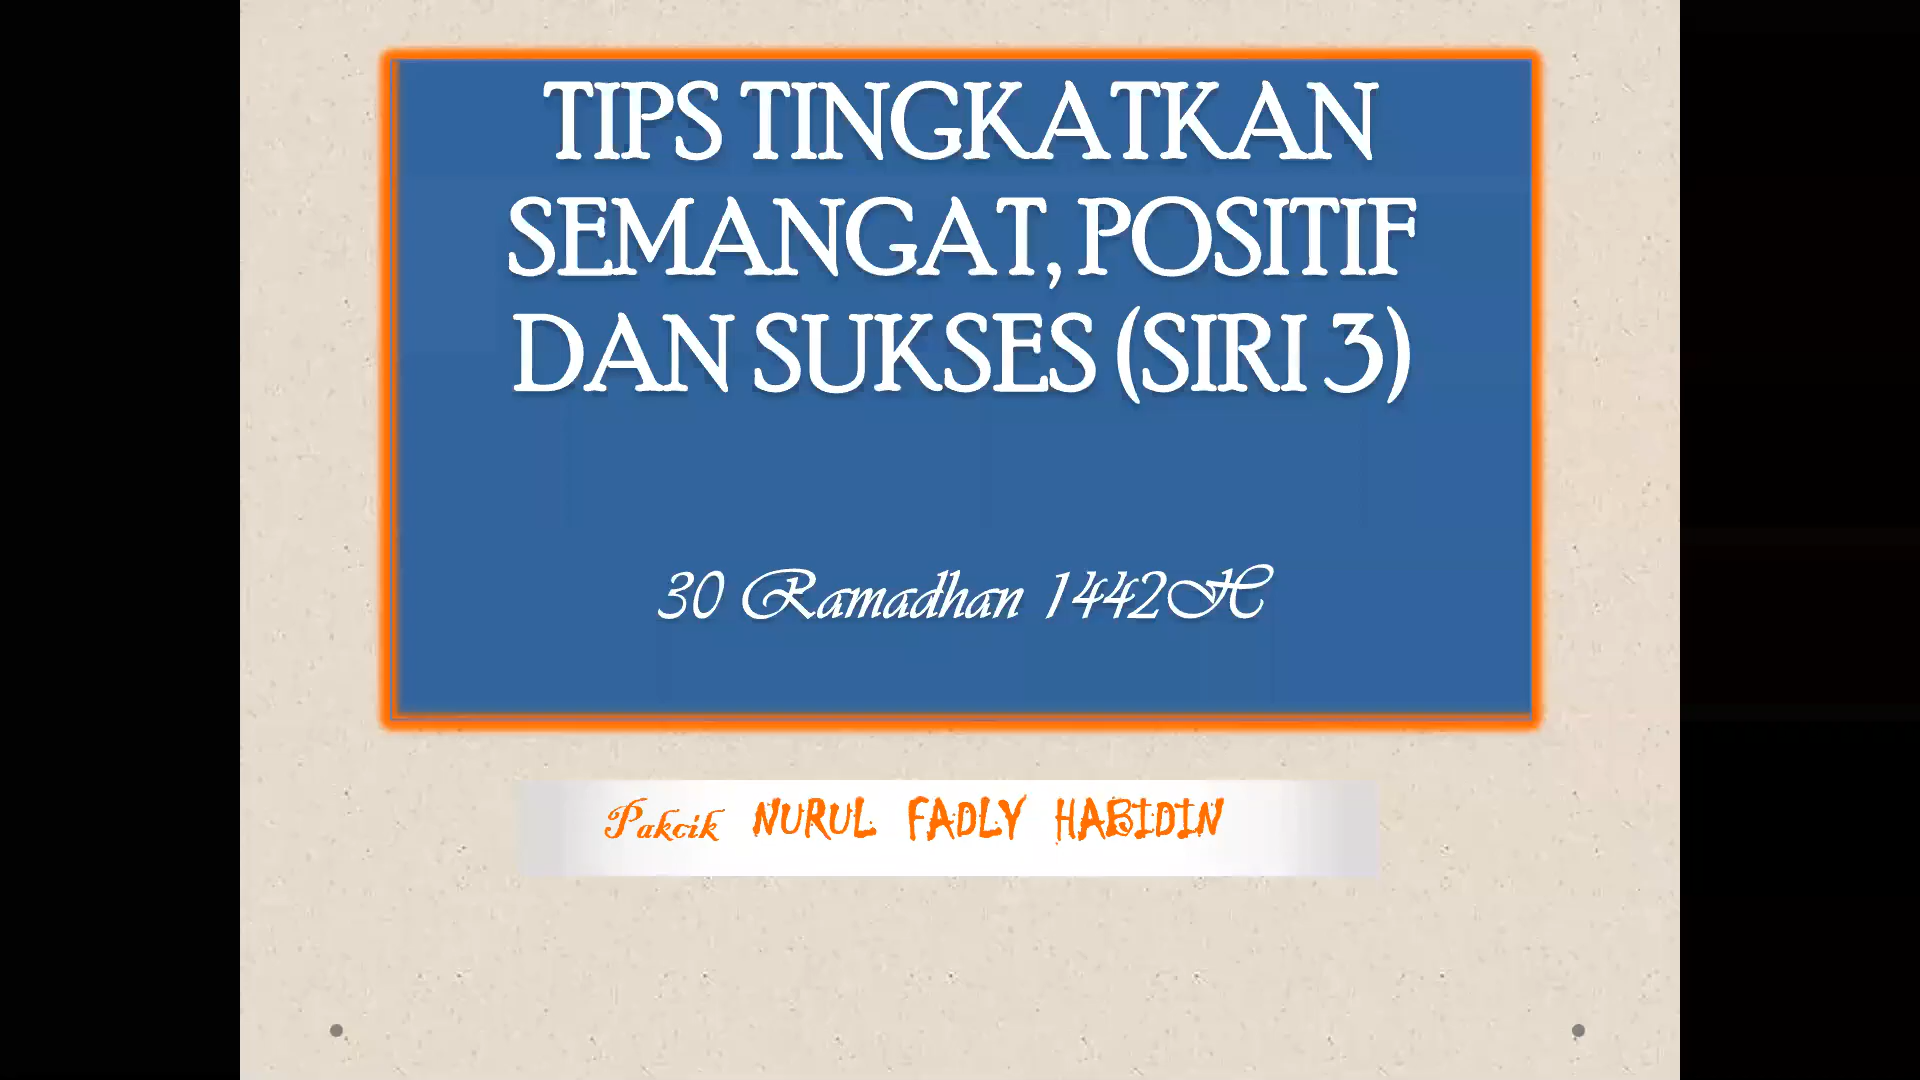 TIPS TINGKATKAN
SEMANGAT, POSITIF
DAN SUKSES (SIRI 3)
30 Ramadhan 1442H
Pakcik NURUL FADLY HABIDIN